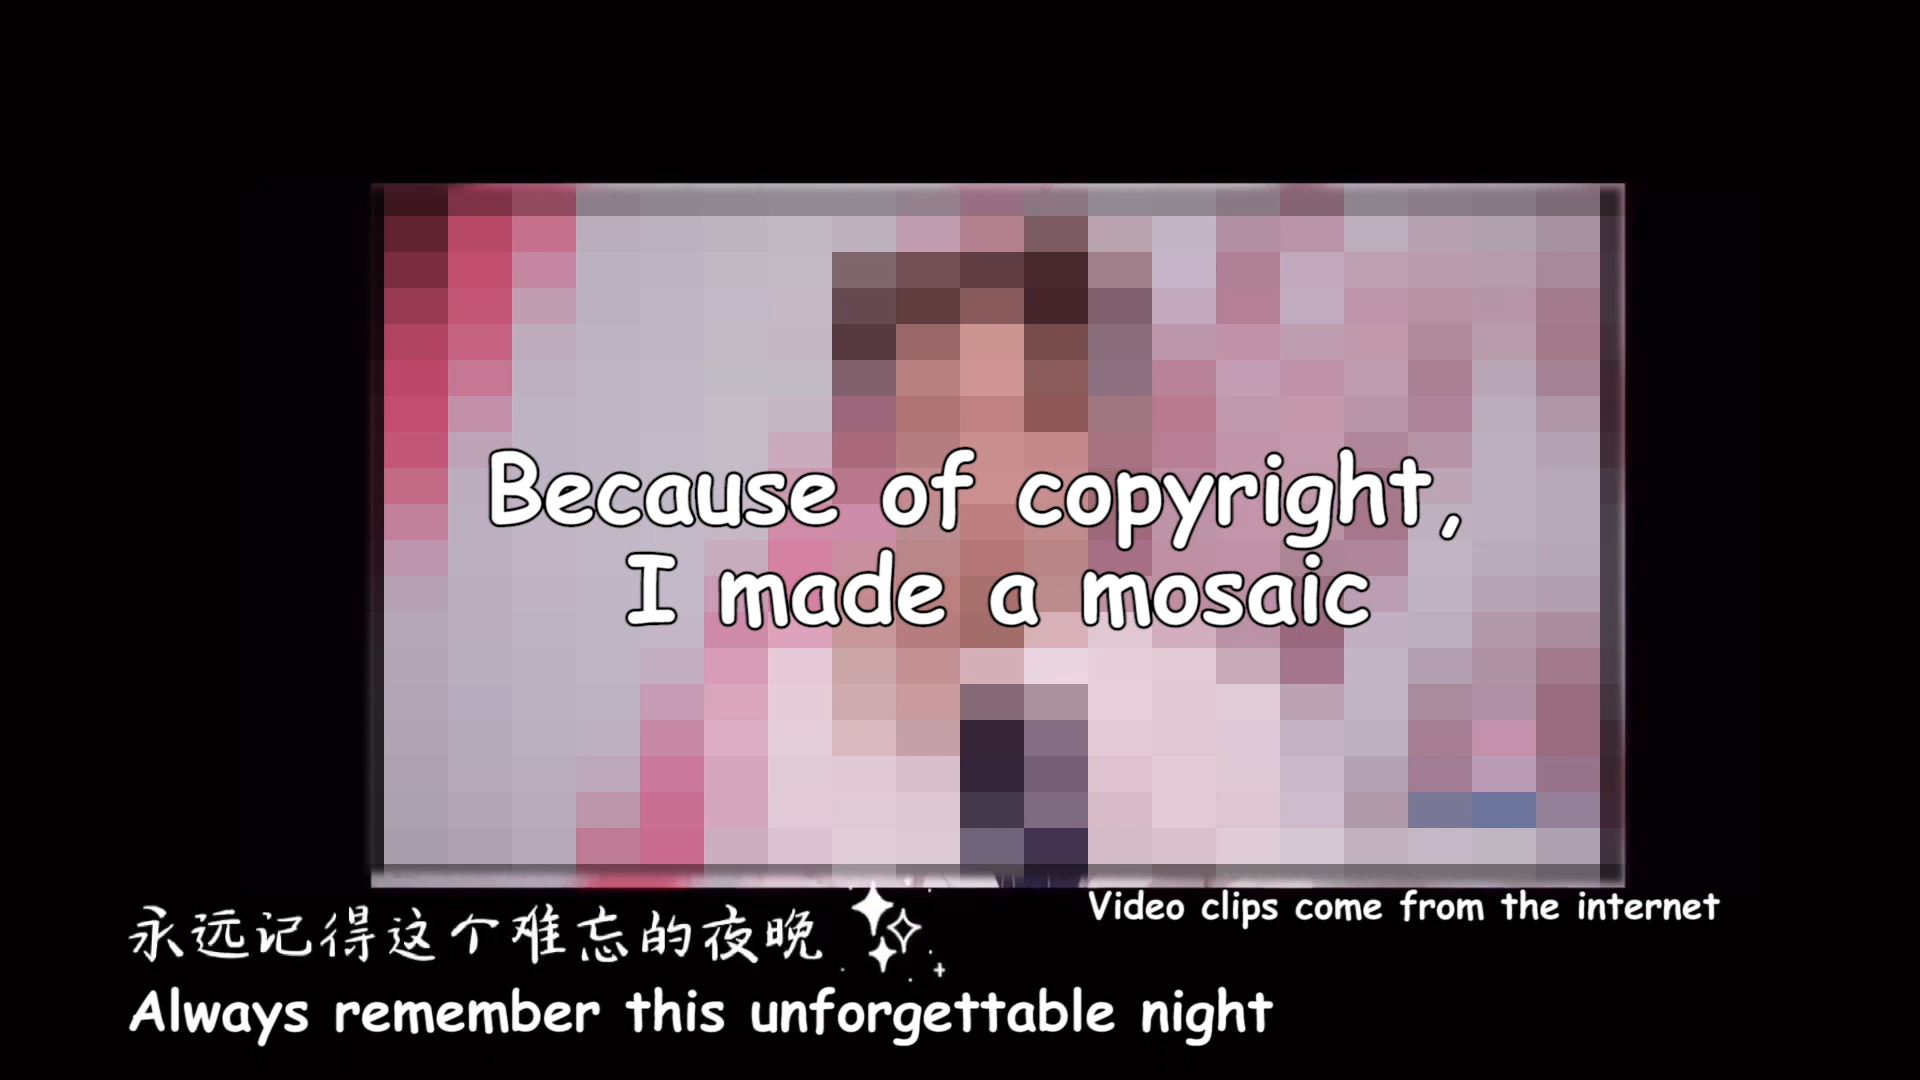 Because of copyright,
I made a mosaic
Video clips come from the internet
永远记得这个难忘的夜晚
Always remember this unforgettable night